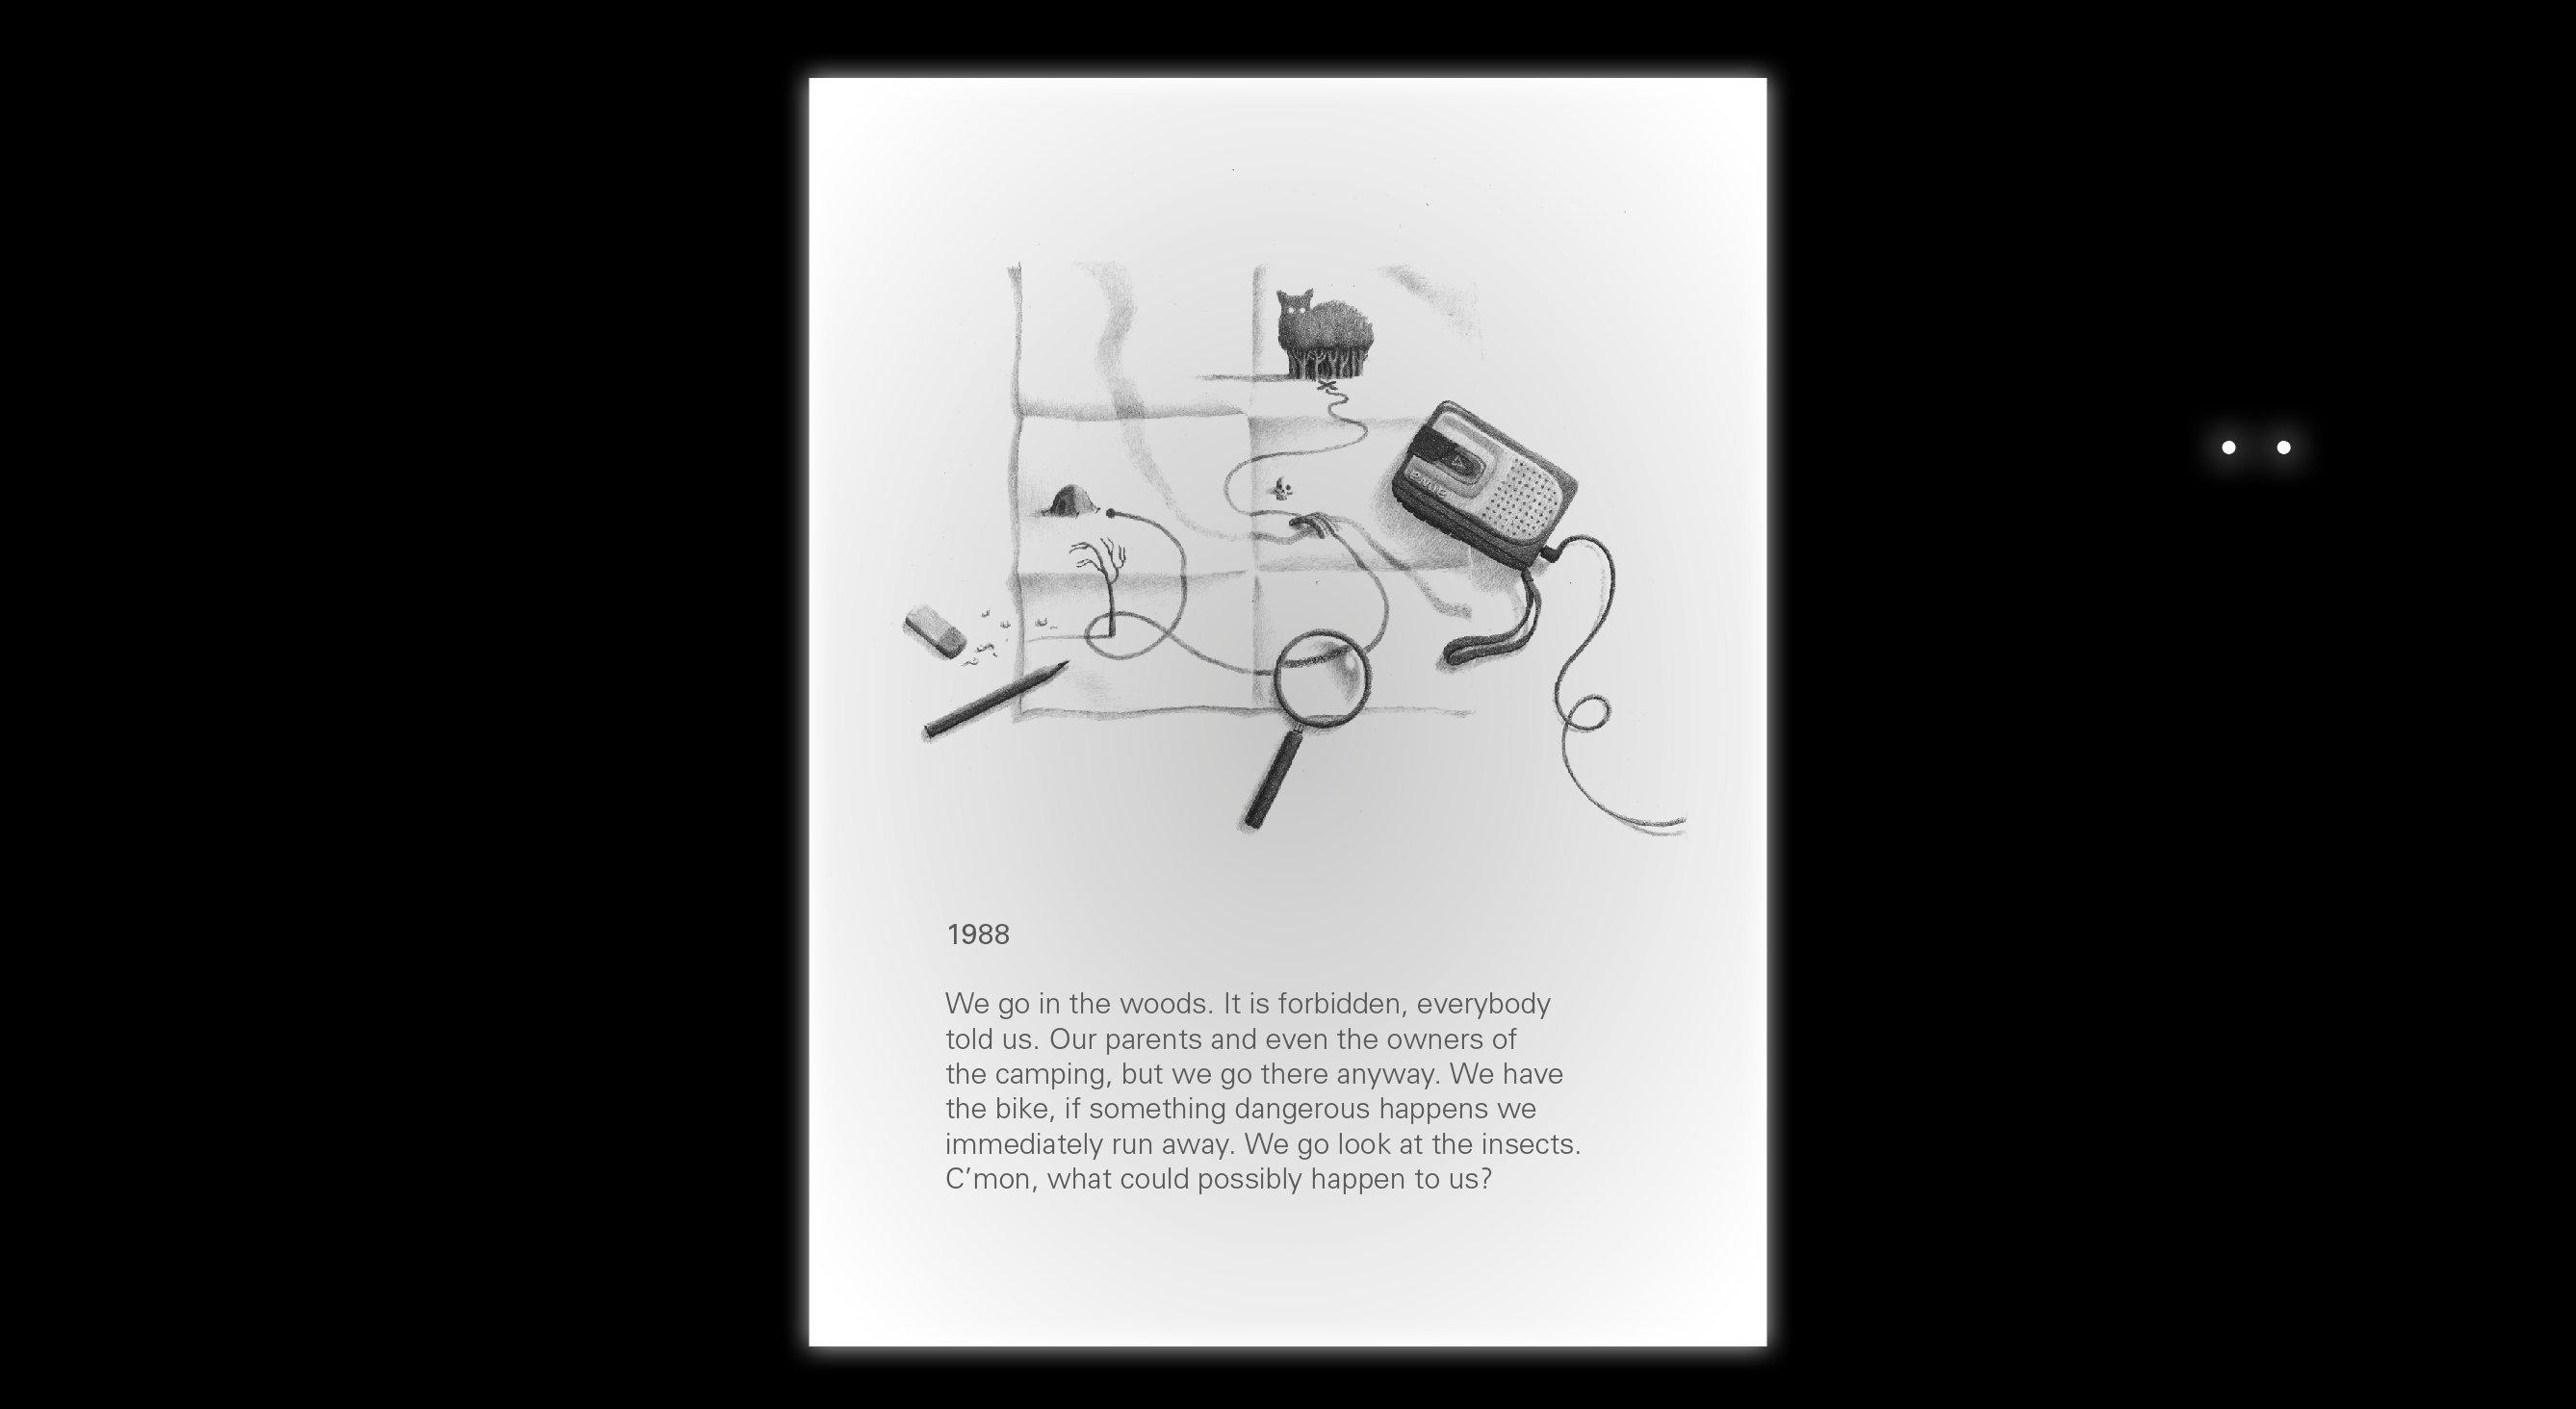 1988
We go in the woods. It is forbidden, everybody
told us. Our parents and even the owners of
the camping, but we go there anyway. We have
the bike, if something dangerous happens we
immediately run away. We go look at the insects.
C'mon, what could possibly happen to us?